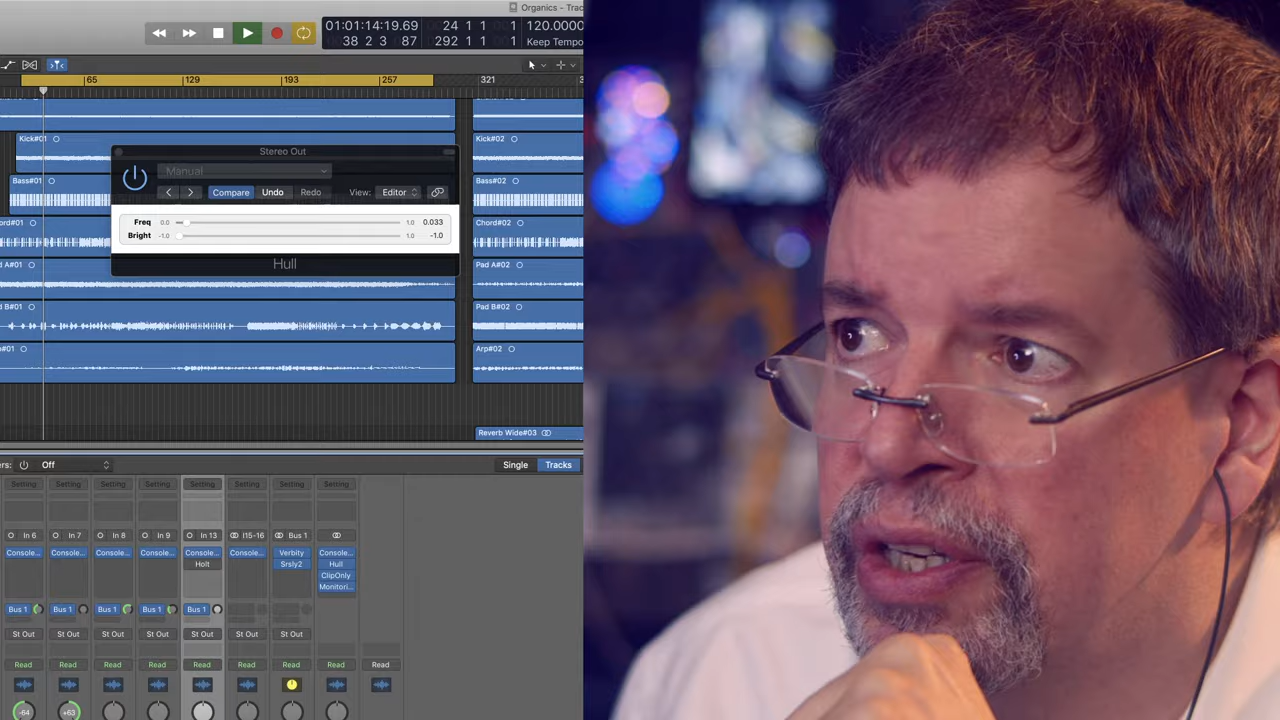 Organics - Trac
01:01:14:19.69 24 1 1 1 120.0000
38 2 3 87 292 1 1 1 Keep Tempo
65 129 193 257 321
Kick#01 Kick#02
Stereo Out
Manual
Compare Undo Redo View: Editor
Bass#01 Bass#02
Freq 0.0 1.0 0.033
Bright -1.0 1.0 -1.0
ord#01 Chord#02
Hull
d A#01 Pad A#02
d B#01 Pad B#02
#01 Arp#02
Reverb Wide#03
rs: Off Single Tracks
Setting Setting Setting Setting Setting Setting Setting Setting
In 6 In 7 In 8 In 9 In 13 I15-16 Bus 1
Console... Console... Console... Console... Console... Console... Verbity Console...
Holt Srsly2 Hull
ClipOnly
Monitori...
Bus 1 Bus 1 Bus 1 Bus 1 Bus 1
St Out St Out St Out St Out St Out St Out St Out
Read Read Read Read Read Read Read Read Read
-64 +63